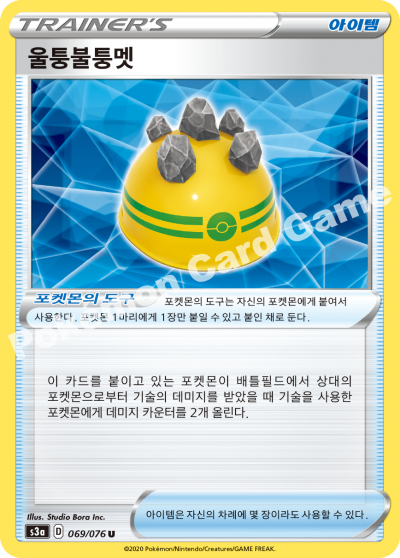 TRAINER'S 아이템
울퉁불퉁멧
포켓몬의 도구 포켓몬의 도구는 자신의 포켓몬에게 붙여서
사용한다. 포켓몬 1마리에게 1장만 붙일 수 있고 붙인 채로 둔다.
이 카드를 붙이고 있는 포켓몬이 배틀필드에서 상대의
포켓몬으로부터 기술의 데미지를 받았을 때 기술을 사용한
포켓몬에게 데미지 카운터를 2개 올린다.
Illus. Studio Bora Inc.
s3a D 069/076 U
아이템은 자신의 차례에 몇 장이라도 사용할 수 있다.
©2020 Pokémon/Nintendo/Creatures/GAME FREAK.
Pokémon Card Game